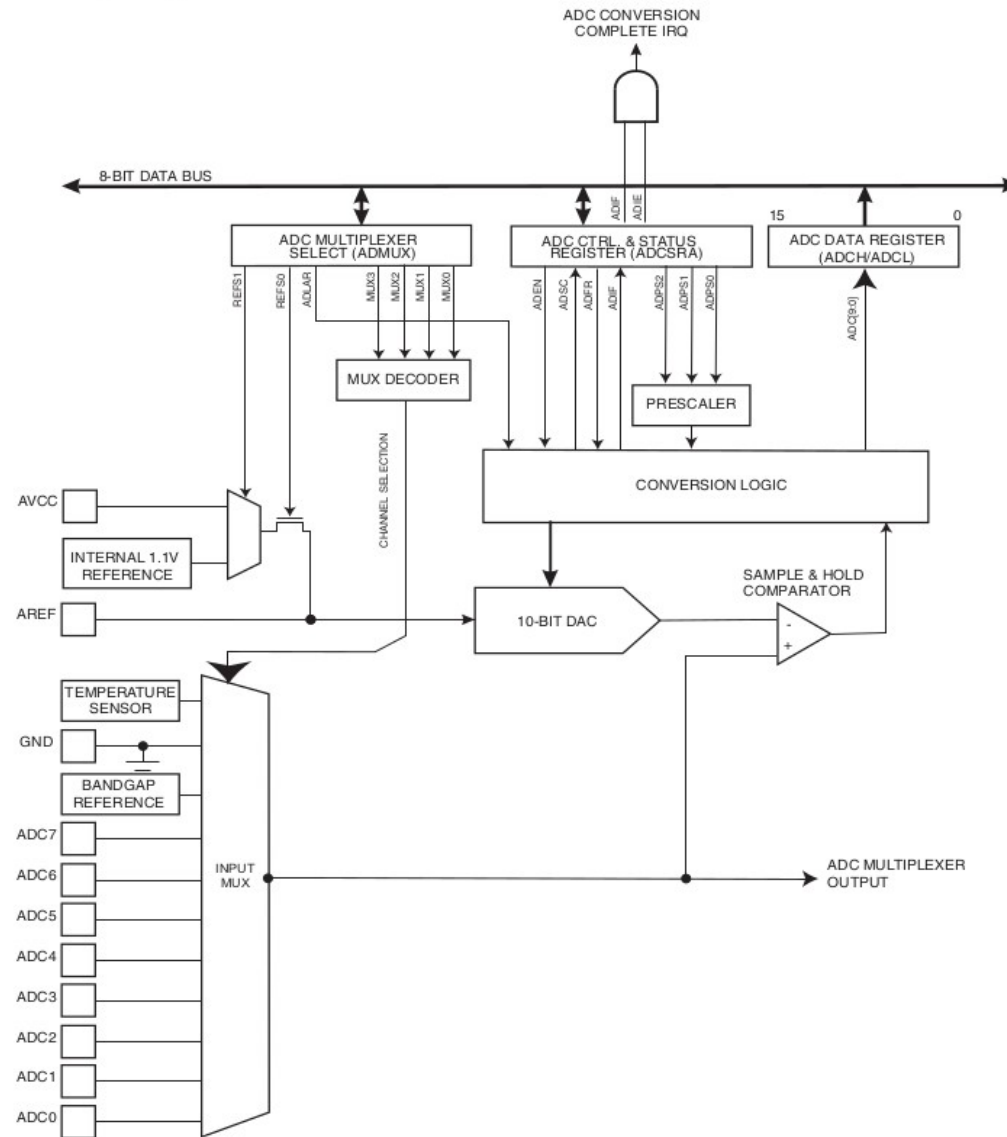 ADC CONVERSION
COMPLETE IRQ
8-BIT DATA BUS
ADIF
ADIE
15
0
ADC MULTIPLEXER
SELECT (ADMUX)
ADC CTRL. & STATUS
REGISTER (ADCSRA)
ADC DATA REGISTER
(ADCH/ADCL)
REFS1
REFS0
ADLAR
MUX3
MUX2
MUX1
MUX0
ADEN
ADSC
ADFR
ADIF
ADPS2
ADPS1
ADPS0
ADC[9:0]
MUX DECODER
PRESCALER
CHANNEL SELECTION
CONVERSION LOGIC
AVCC
INTERNAL 1.1V
REFERENCE
SAMPLE & HOLD
COMPARATOR
AREF
10-BIT DAC
-
+
TEMPERATURE
SENSOR
GND
BANDGAP
REFERENCE
ADC7
ADC6
INPUT
MUX
ADC MULTIPLEXER
OUTPUT
ADC5
ADC4
ADC3
ADC2
ADC1
ADC0